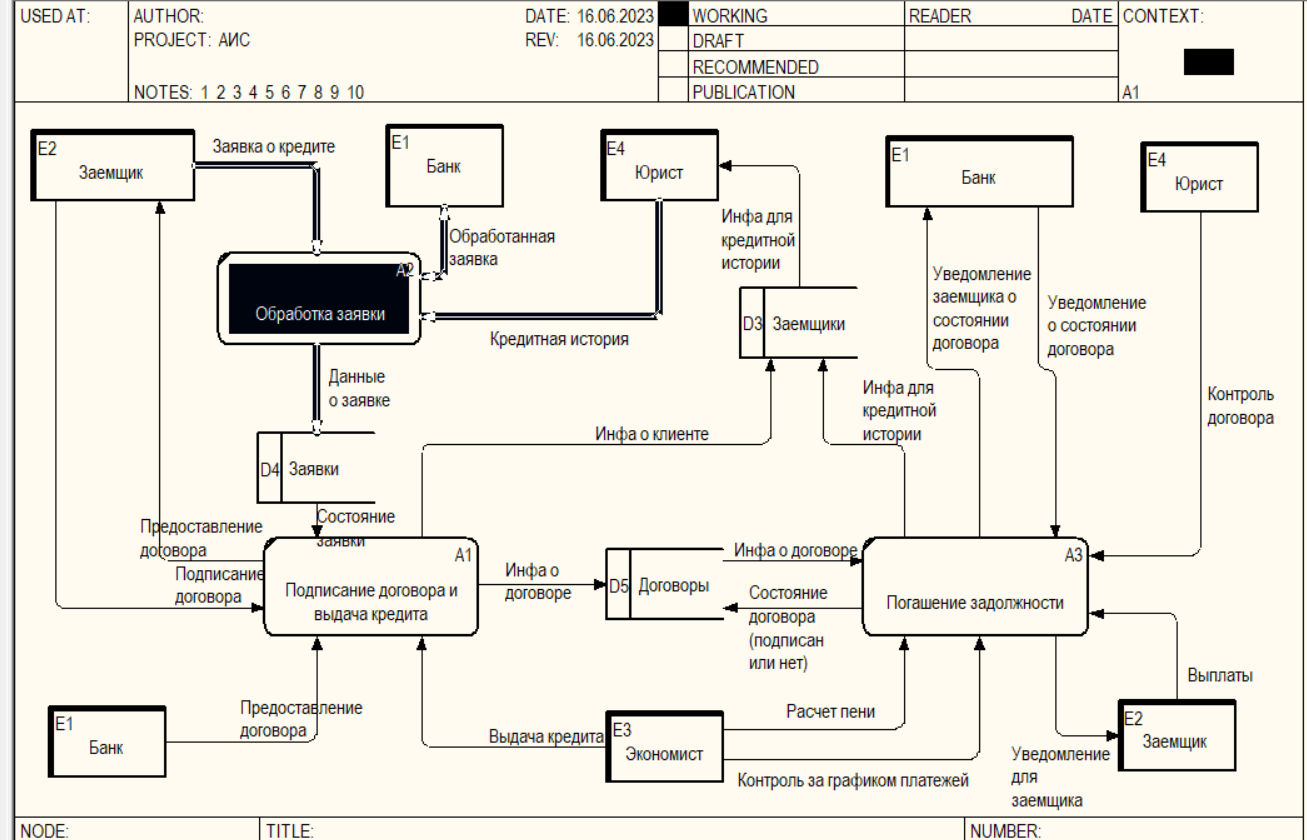 USED AT:
AUTHOR:
DATE: 16.06.2023
WORKING
READER
DATE
CONTEXT:
PROJECT: АИС
REV: 16.06.2023
DRAFT
RECOMMENDED
NOTES: 1 2 3 4 5 6 7 8 9 10
PUBLICATION
A1
E2
Заемщик
Заявка о кредите
E1
Банк
E4
Юрист
E1
Банк
E4
Юрист
Обработанная
заявка
Инфа для
кредитной
истории
A2
Обработка заявки
Кредитная история
D3
Заемщики
Уведомление
заемщика о
состоянии
договора
Уведомление
о состоянии
договора
Данные
о заявке
Инфа для
кредитной
истории
Контроль
договора
Инфа о клиенте
D4
Заявки
Состояние
заявки
Предоставление
договора
Подписание
договора
A1
Подписание договора и
выдача кредита
Инфа о
договоре
D5
Договоры
Инфа о договоре
Состояние
договора
(подписан
или нет)
A3
Погашение задолжности
Выплаты
E1
Банк
Предоставление
договора
Выдача кредита
E3
Экономист
Расчет пени
Контроль за графиком платежей
Уведомление
для
заемщика
E2
Заемщик
NODE:
TITLE:
NUMBER: